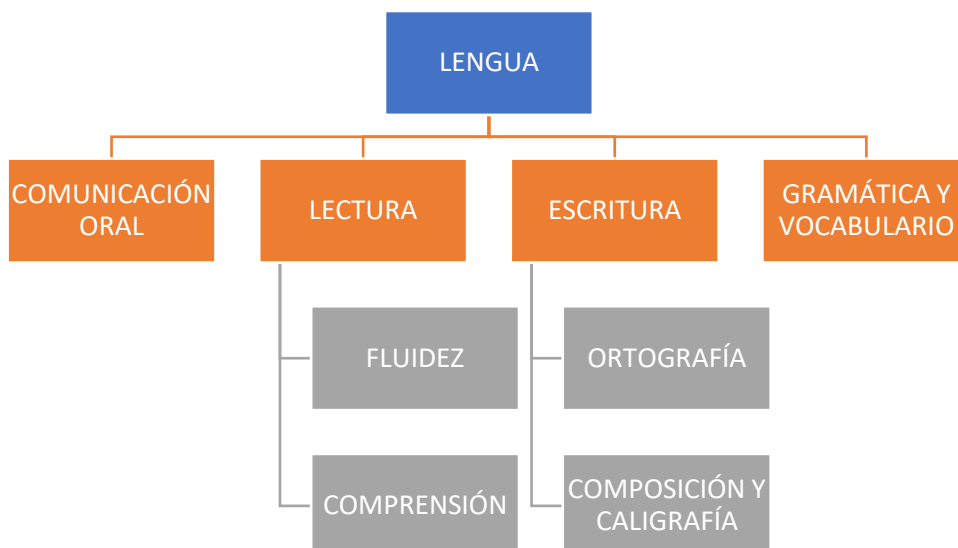 LENGUA
COMUNICACIÓN
ORAL
LECTURA
ESCRITURA
GRAMÁTICA Y
VOCABULARIO
FLUIDEZ
ORTOGRAFÍA
COMPRENSIÓN
COMPOSICIÓN Y
CALIGRAFÍA